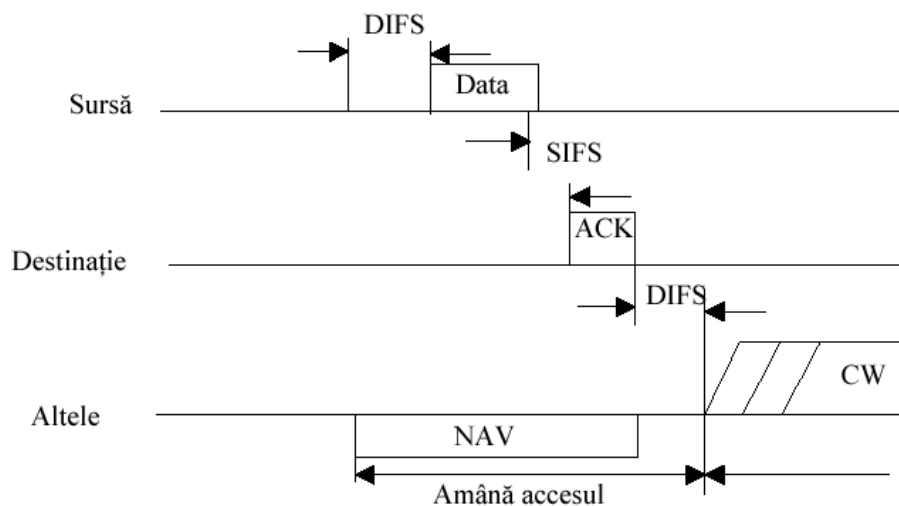 DIFS
Data
Sursă
SIFS
ACK
Destinație
DIFS
CW
Altele
NAV
Amână accesul